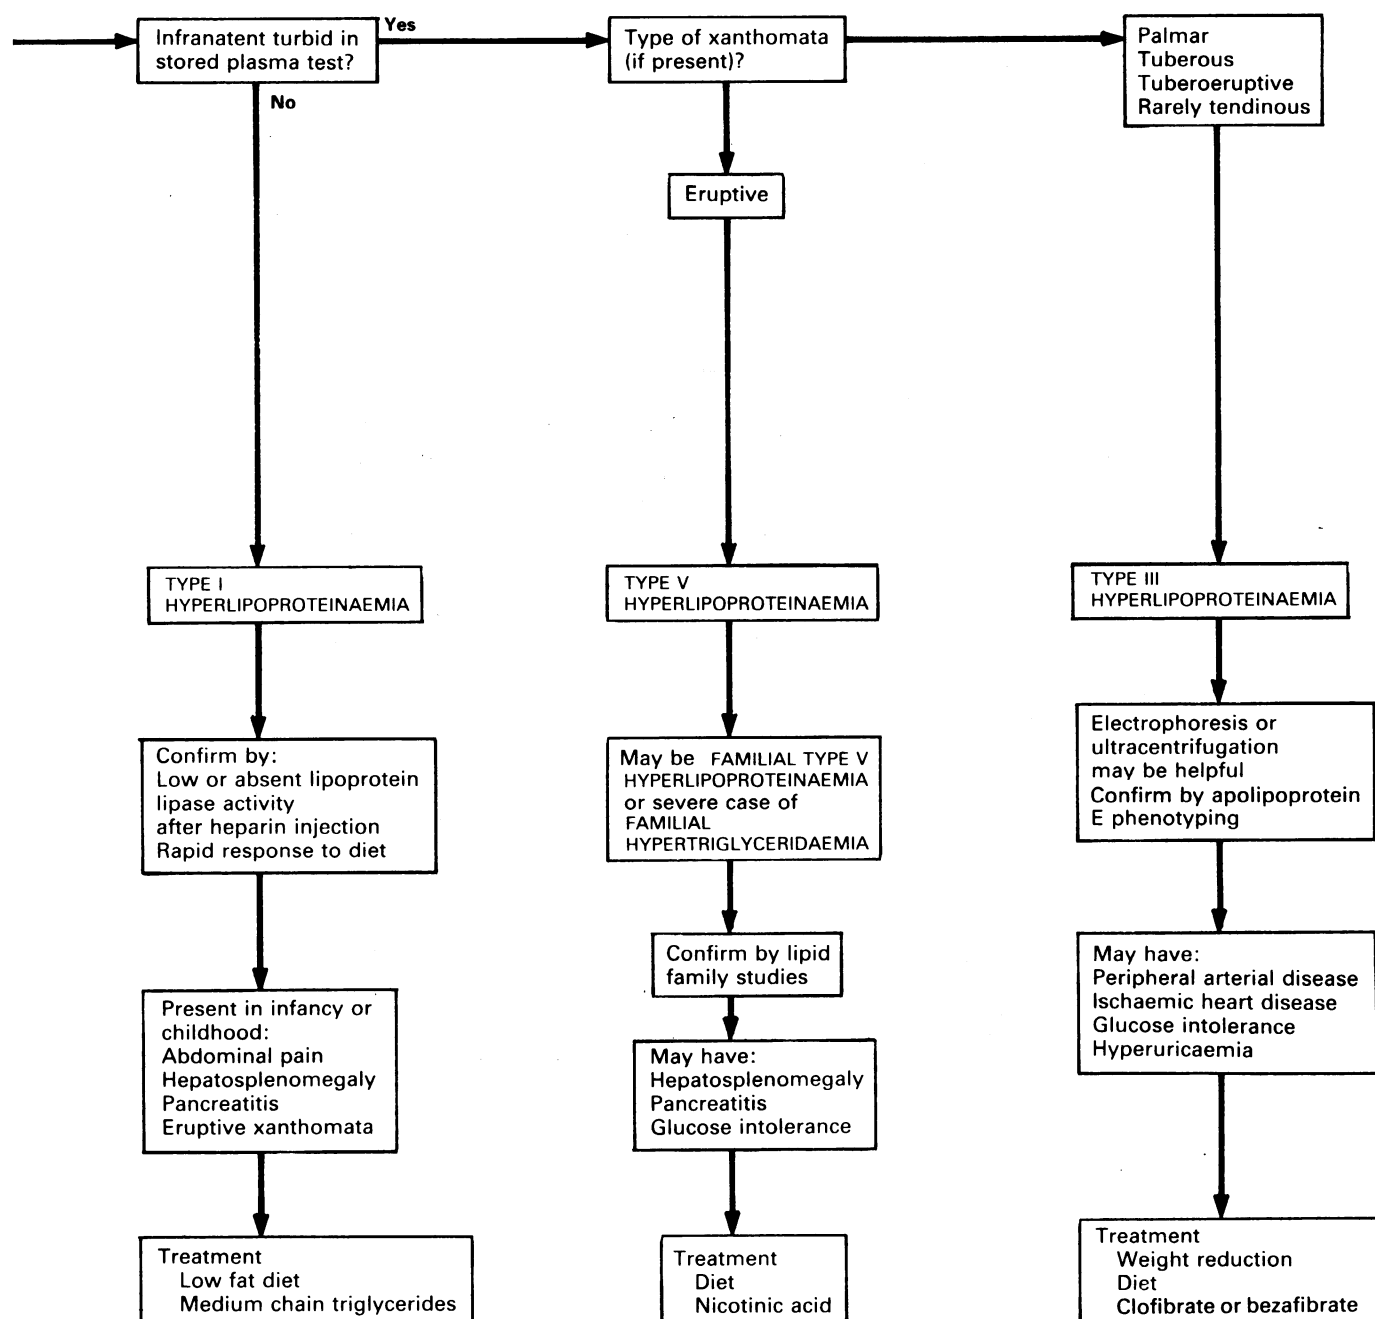 Infranatent turbid in
stored plasma test?
Yes
No
Type of xanthomata
(if present)?
Palmar
Tuberous
Tuberoeruptive
Rarely tendinous
Eruptive
TYPE I
HYPERLIPOPROTEINAEMIA
TYPE V
HYPERLIPOPROTEINAEMIA
TYPE III
HYPERLIPOPROTEINAEMIA
Confirm by:
Low or absent lipoprotein
lipase activity
after heparin injection
Rapid response to diet
May be FAMILIAL TYPE V
HYPERLIPOPROTEINAEMIA
or severe case of
FAMILIAL
HYPERTRIGLYCERIDAEMIA
Electrophoresis or
ultracentrifugation
may be helpful
Confirm by apolipoprotein
E phenotyping
Confirm by lipid
family studies
Present in infancy or
childhood:
Abdominal pain
Hepatosplenomegaly
Pancreatitis
Eruptive xanthomata
May have:
Hepatosplenomegaly
Pancreatitis
Glucose intolerance
May have:
Peripheral arterial disease
Ischaemic heart disease
Glucose intolerance
Hyperuricaemia
Treatment
Low fat diet
Medium chain triglycerides
Treatment
Diet
Nicotinic acid
Treatment
Weight reduction
Diet
Clofibrate or bezafibrate